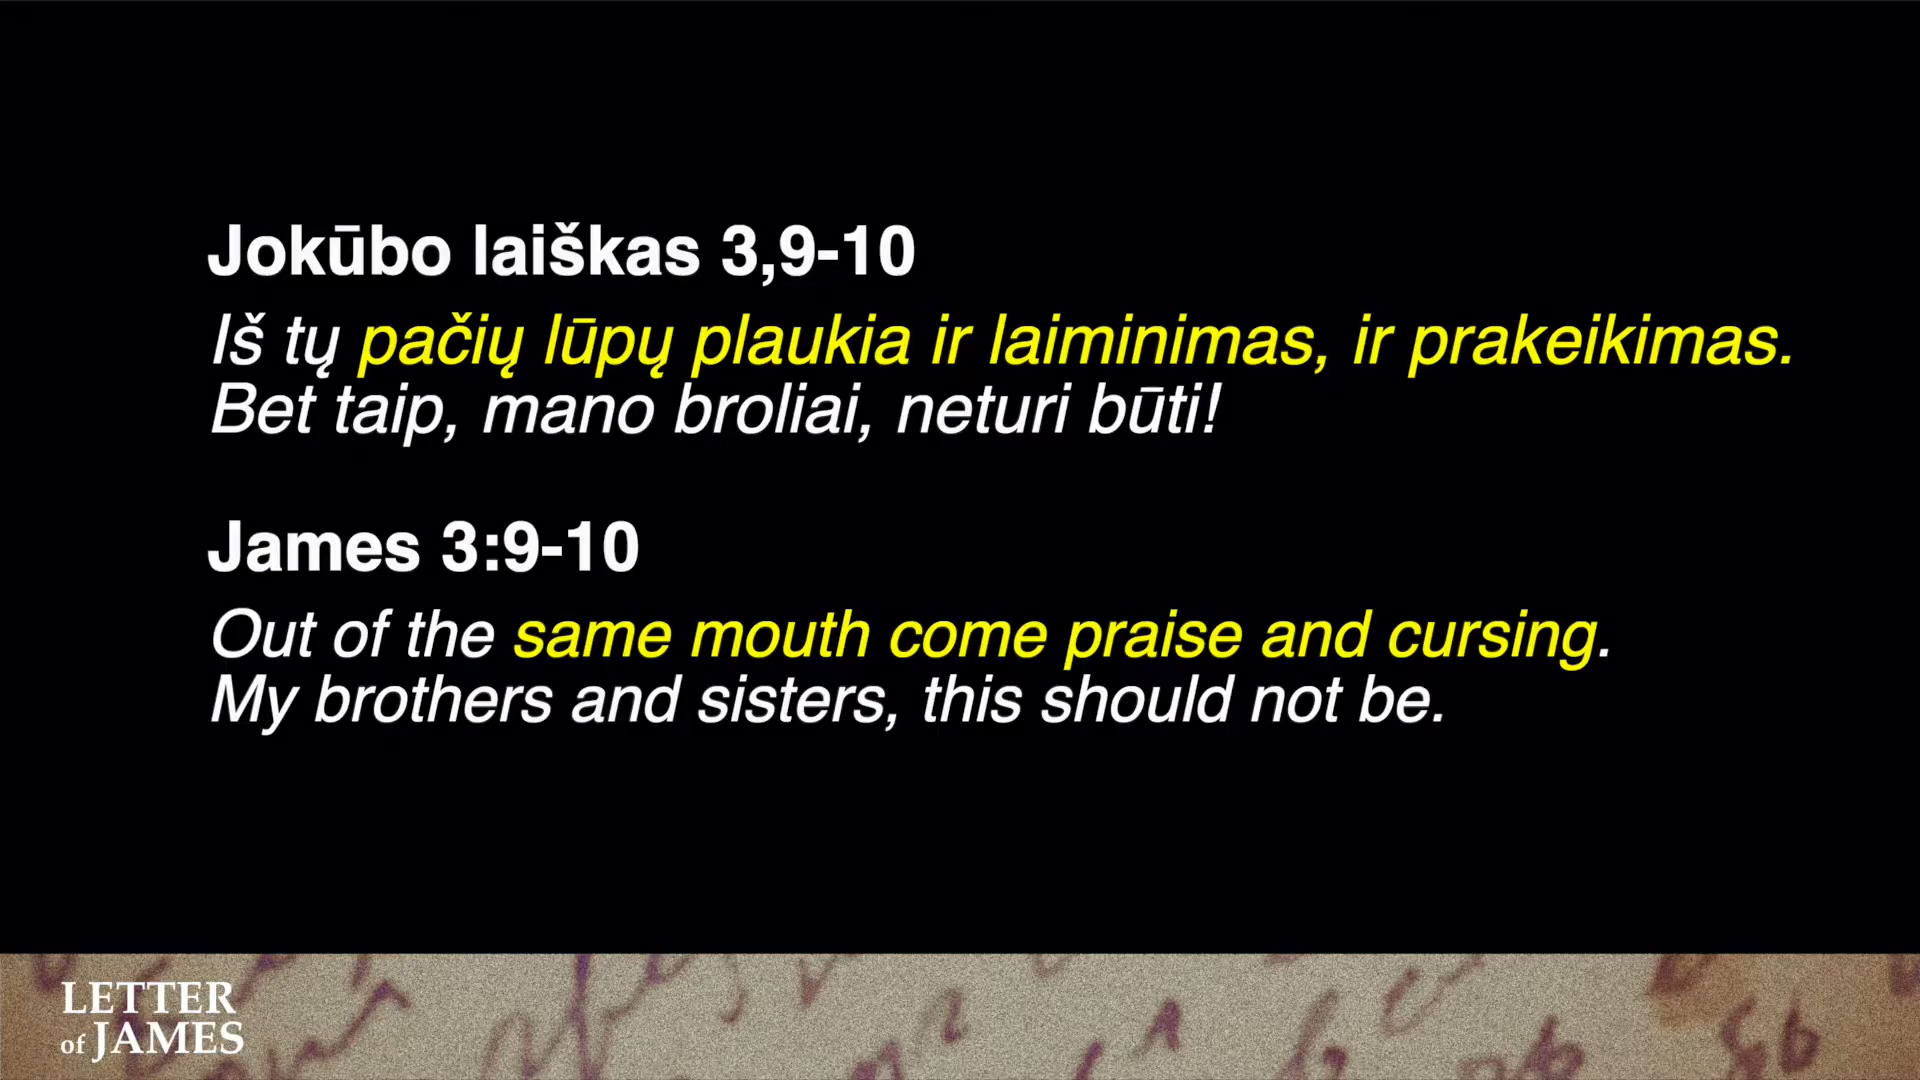 Jokūbo laiškas 3,9-10
Iš tų pačių lūpų plaukia ir laiminimas, ir prakeikimas.
Bet taip, mano broliai, neturi būti!
James 3:9-10
Out of the same mouth come praise and cursing.
My brothers and sisters, this should not be.
LETTER
of JAMES